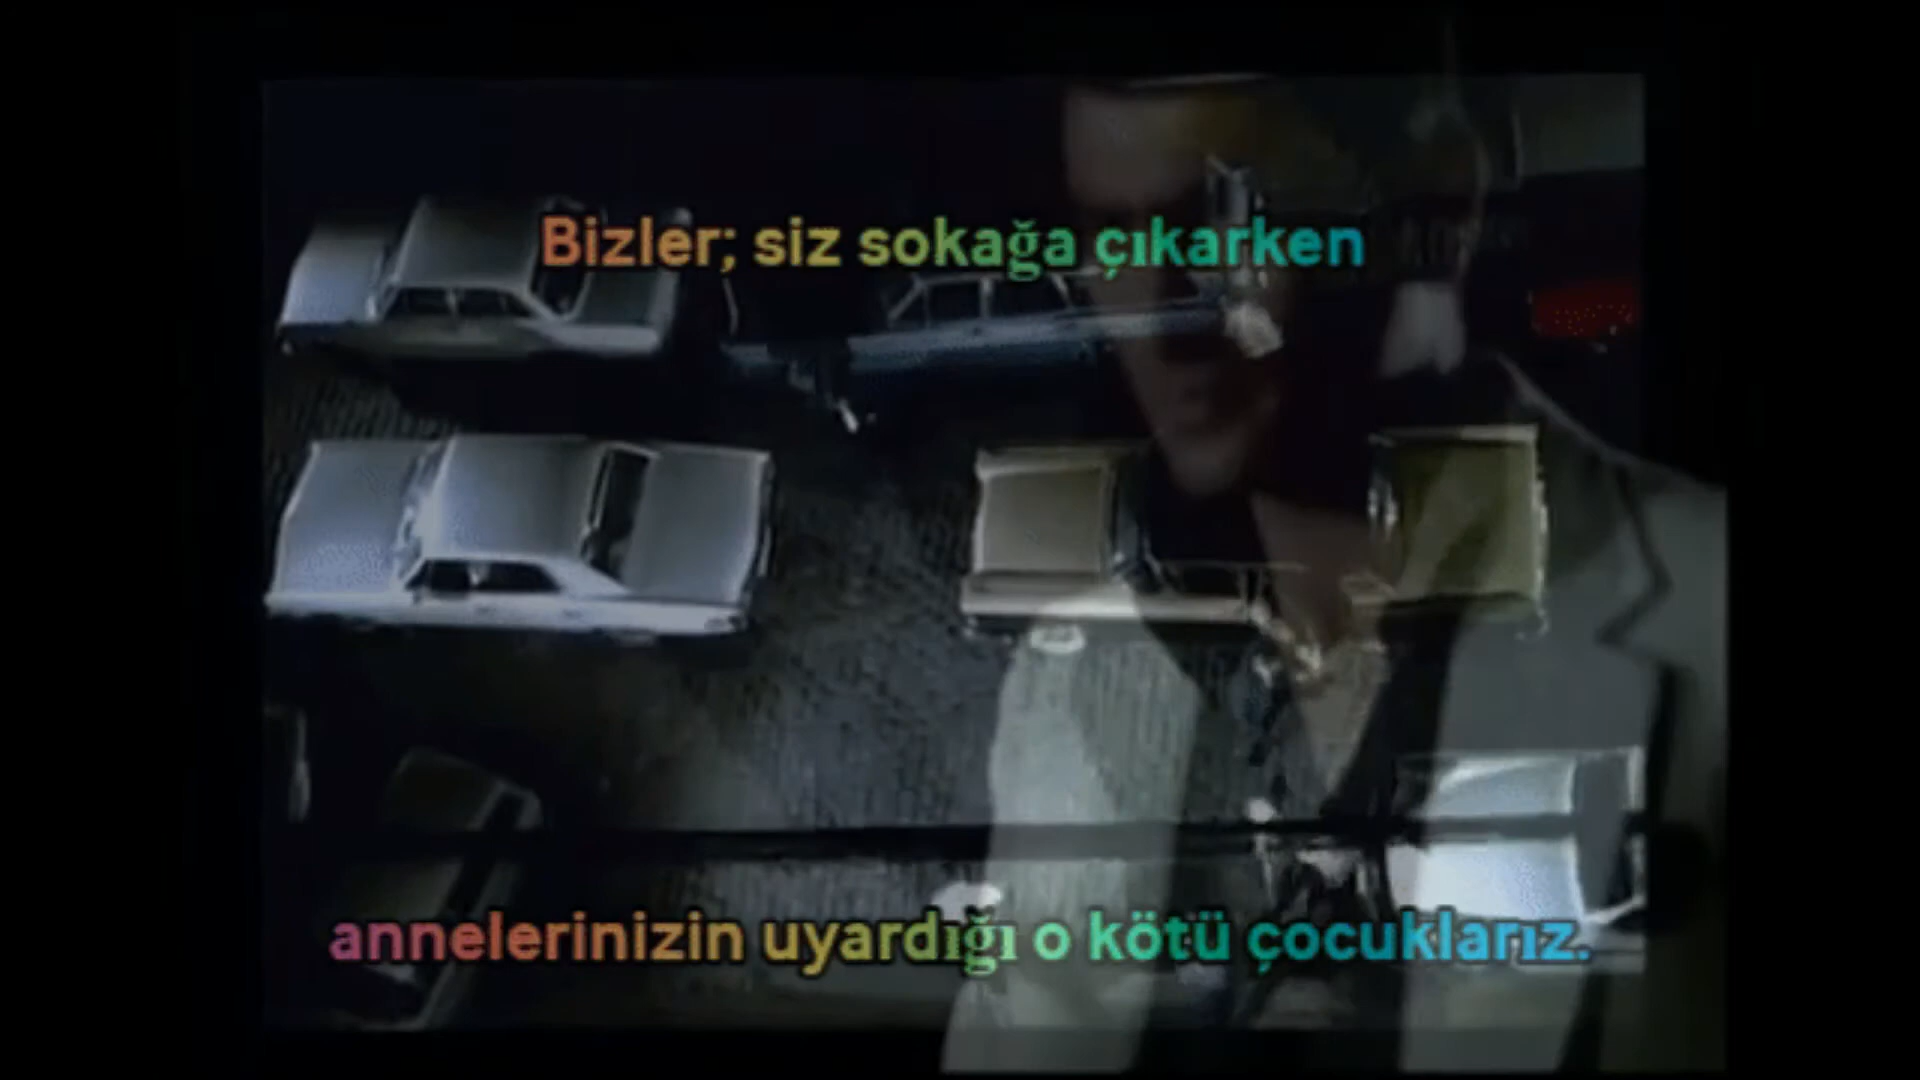 Bizler; siz sokağa çıkarken
annelerinizin uyardığı o kötü çocuklarız.